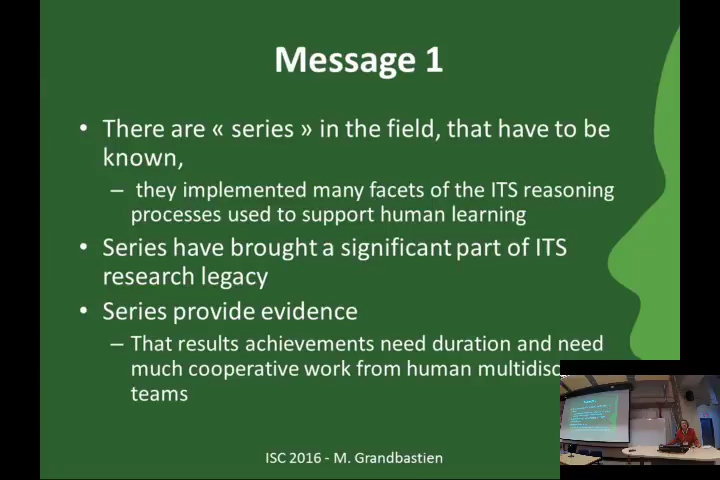 Message 1
• There are « series » in the field, that have to be
known,
– they implemented many facets of the ITS reasoning
processes used to support human learning
• Series have brought a significant part of ITS
research legacy
• Series provide evidence
– That results achievements need duration and need
much cooperative work from human
teams
ISC 2016 - M. Grandbastien